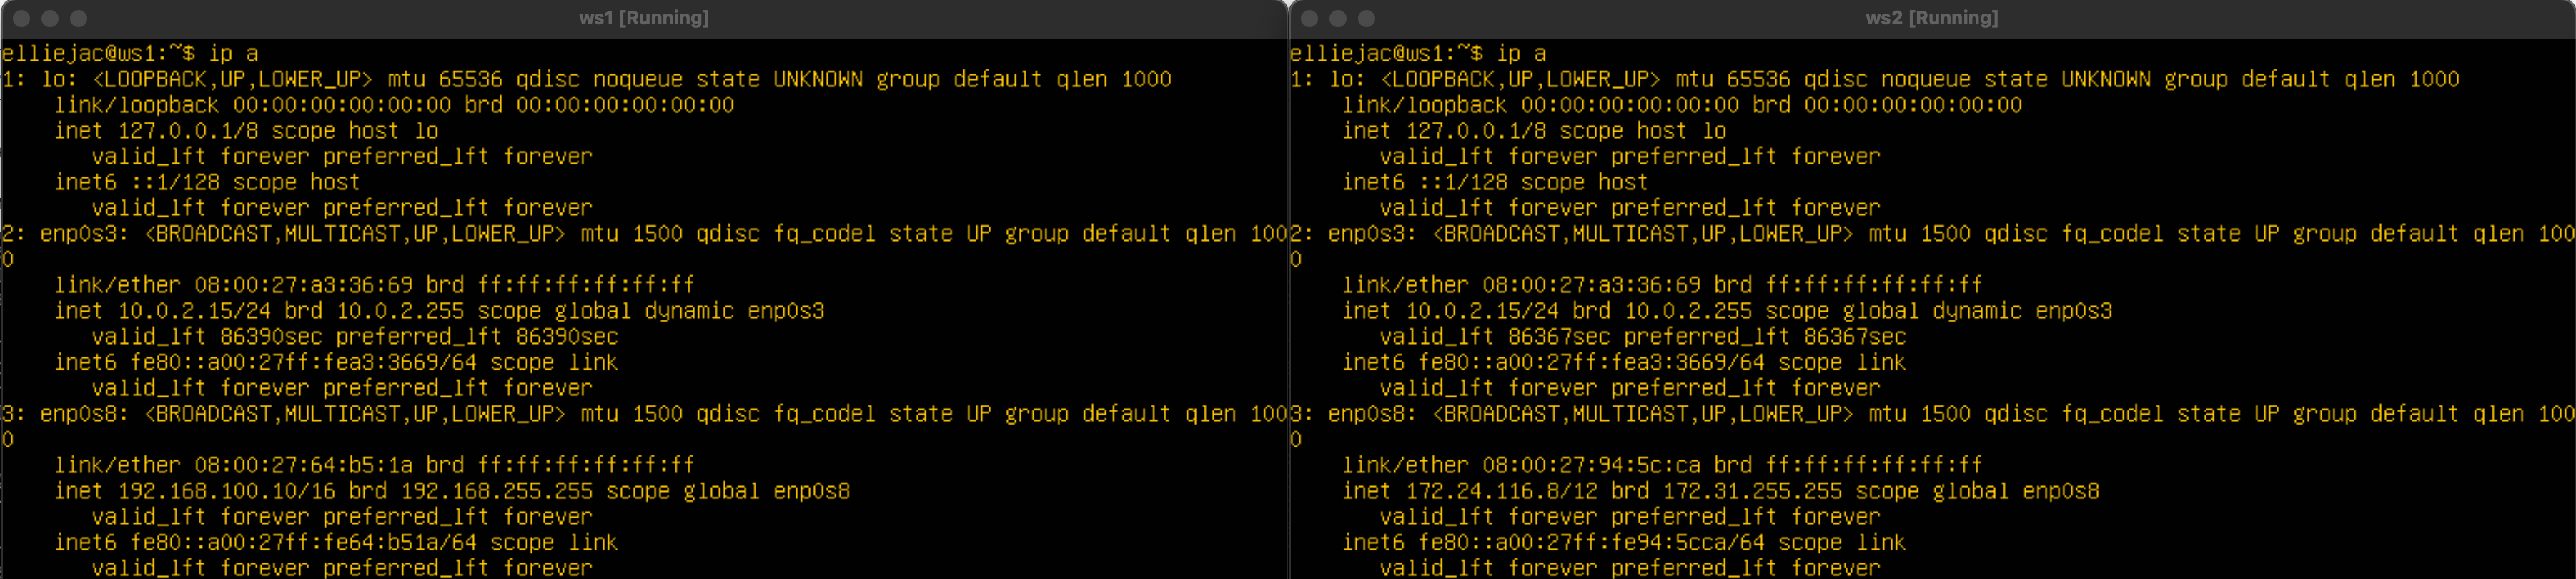 ws1 [Running]
elliejac@ws1:~$ ip a
1: lo: <LOOPBACK,UP,LOWER_UP> mtu 65536 qdisc noqueue state UNKNOWN group default qlen 1000
    link/loopback 00:00:00:00:00:00 brd 00:00:00:00:00:00
    inet 127.0.0.1/8 scope host lo
       valid_lft forever preferred_lft forever
    inet6 ::1/128 scope host
       valid_lft forever preferred_lft forever
2: enp0s3: <BROADCAST,MULTICAST,UP,LOWER_UP> mtu 1500 qdisc fq_codel state UP group default qlen 100
0
    link/ether 08:00:27:a3:36:69 brd ff:ff:ff:ff:ff:ff
    inet 10.0.2.15/24 brd 10.0.2.255 scope global dynamic enp0s3
       valid_lft 86390sec preferred_lft 86390sec
    inet6 fe80::a00:27ff:fea3:3669/64 scope link
       valid_lft forever preferred_lft forever
3: enp0s8: <BROADCAST,MULTICAST,UP,LOWER_UP> mtu 1500 qdisc fq_codel state UP group default qlen 100
0
    link/ether 08:00:27:64:b5:1a brd ff:ff:ff:ff:ff:ff
    inet 192.168.100.10/16 brd 192.168.255.255 scope global enp0s8
       valid_lft forever preferred_lft forever
    inet6 fe80::a00:27ff:fe64:b51a/64 scope link
       valid_lft forever preferred_lft forever
ws2 [Running]
elliejac@ws1:~$ ip a
1: lo: <LOOPBACK,UP,LOWER_UP> mtu 65536 qdisc noqueue state UNKNOWN group default qlen 1000
    link/loopback 00:00:00:00:00:00 brd 00:00:00:00:00:00
    inet 127.0.0.1/8 scope host lo
       valid_lft forever preferred_lft forever
    inet6 ::1/128 scope host
       valid_lft forever preferred_lft forever
2: enp0s3: <BROADCAST,MULTICAST,UP,LOWER_UP> mtu 1500 qdisc fq_codel state UP group default qlen 100
0
    link/ether 08:00:27:a3:36:69 brd ff:ff:ff:ff:ff:ff
    inet 10.0.2.15/24 brd 10.0.2.255 scope global dynamic enp0s3
       valid_lft 86367sec preferred_lft 86367sec
    inet6 fe80::a00:27ff:fea3:3669/64 scope link
       valid_lft forever preferred_lft forever
3: enp0s8: <BROADCAST,MULTICAST,UP,LOWER_UP> mtu 1500 qdisc fq_codel state UP group default qlen 100
0
    link/ether 08:00:27:94:5c:ca brd ff:ff:ff:ff:ff:ff
    inet 172.24.116.8/12 brd 172.31.255.255 scope global enp0s8
       valid_lft forever preferred_lft forever
    inet6 fe80::a00:27ff:fe94:5cca/64 scope link
       valid_lft forever preferred_lft forever